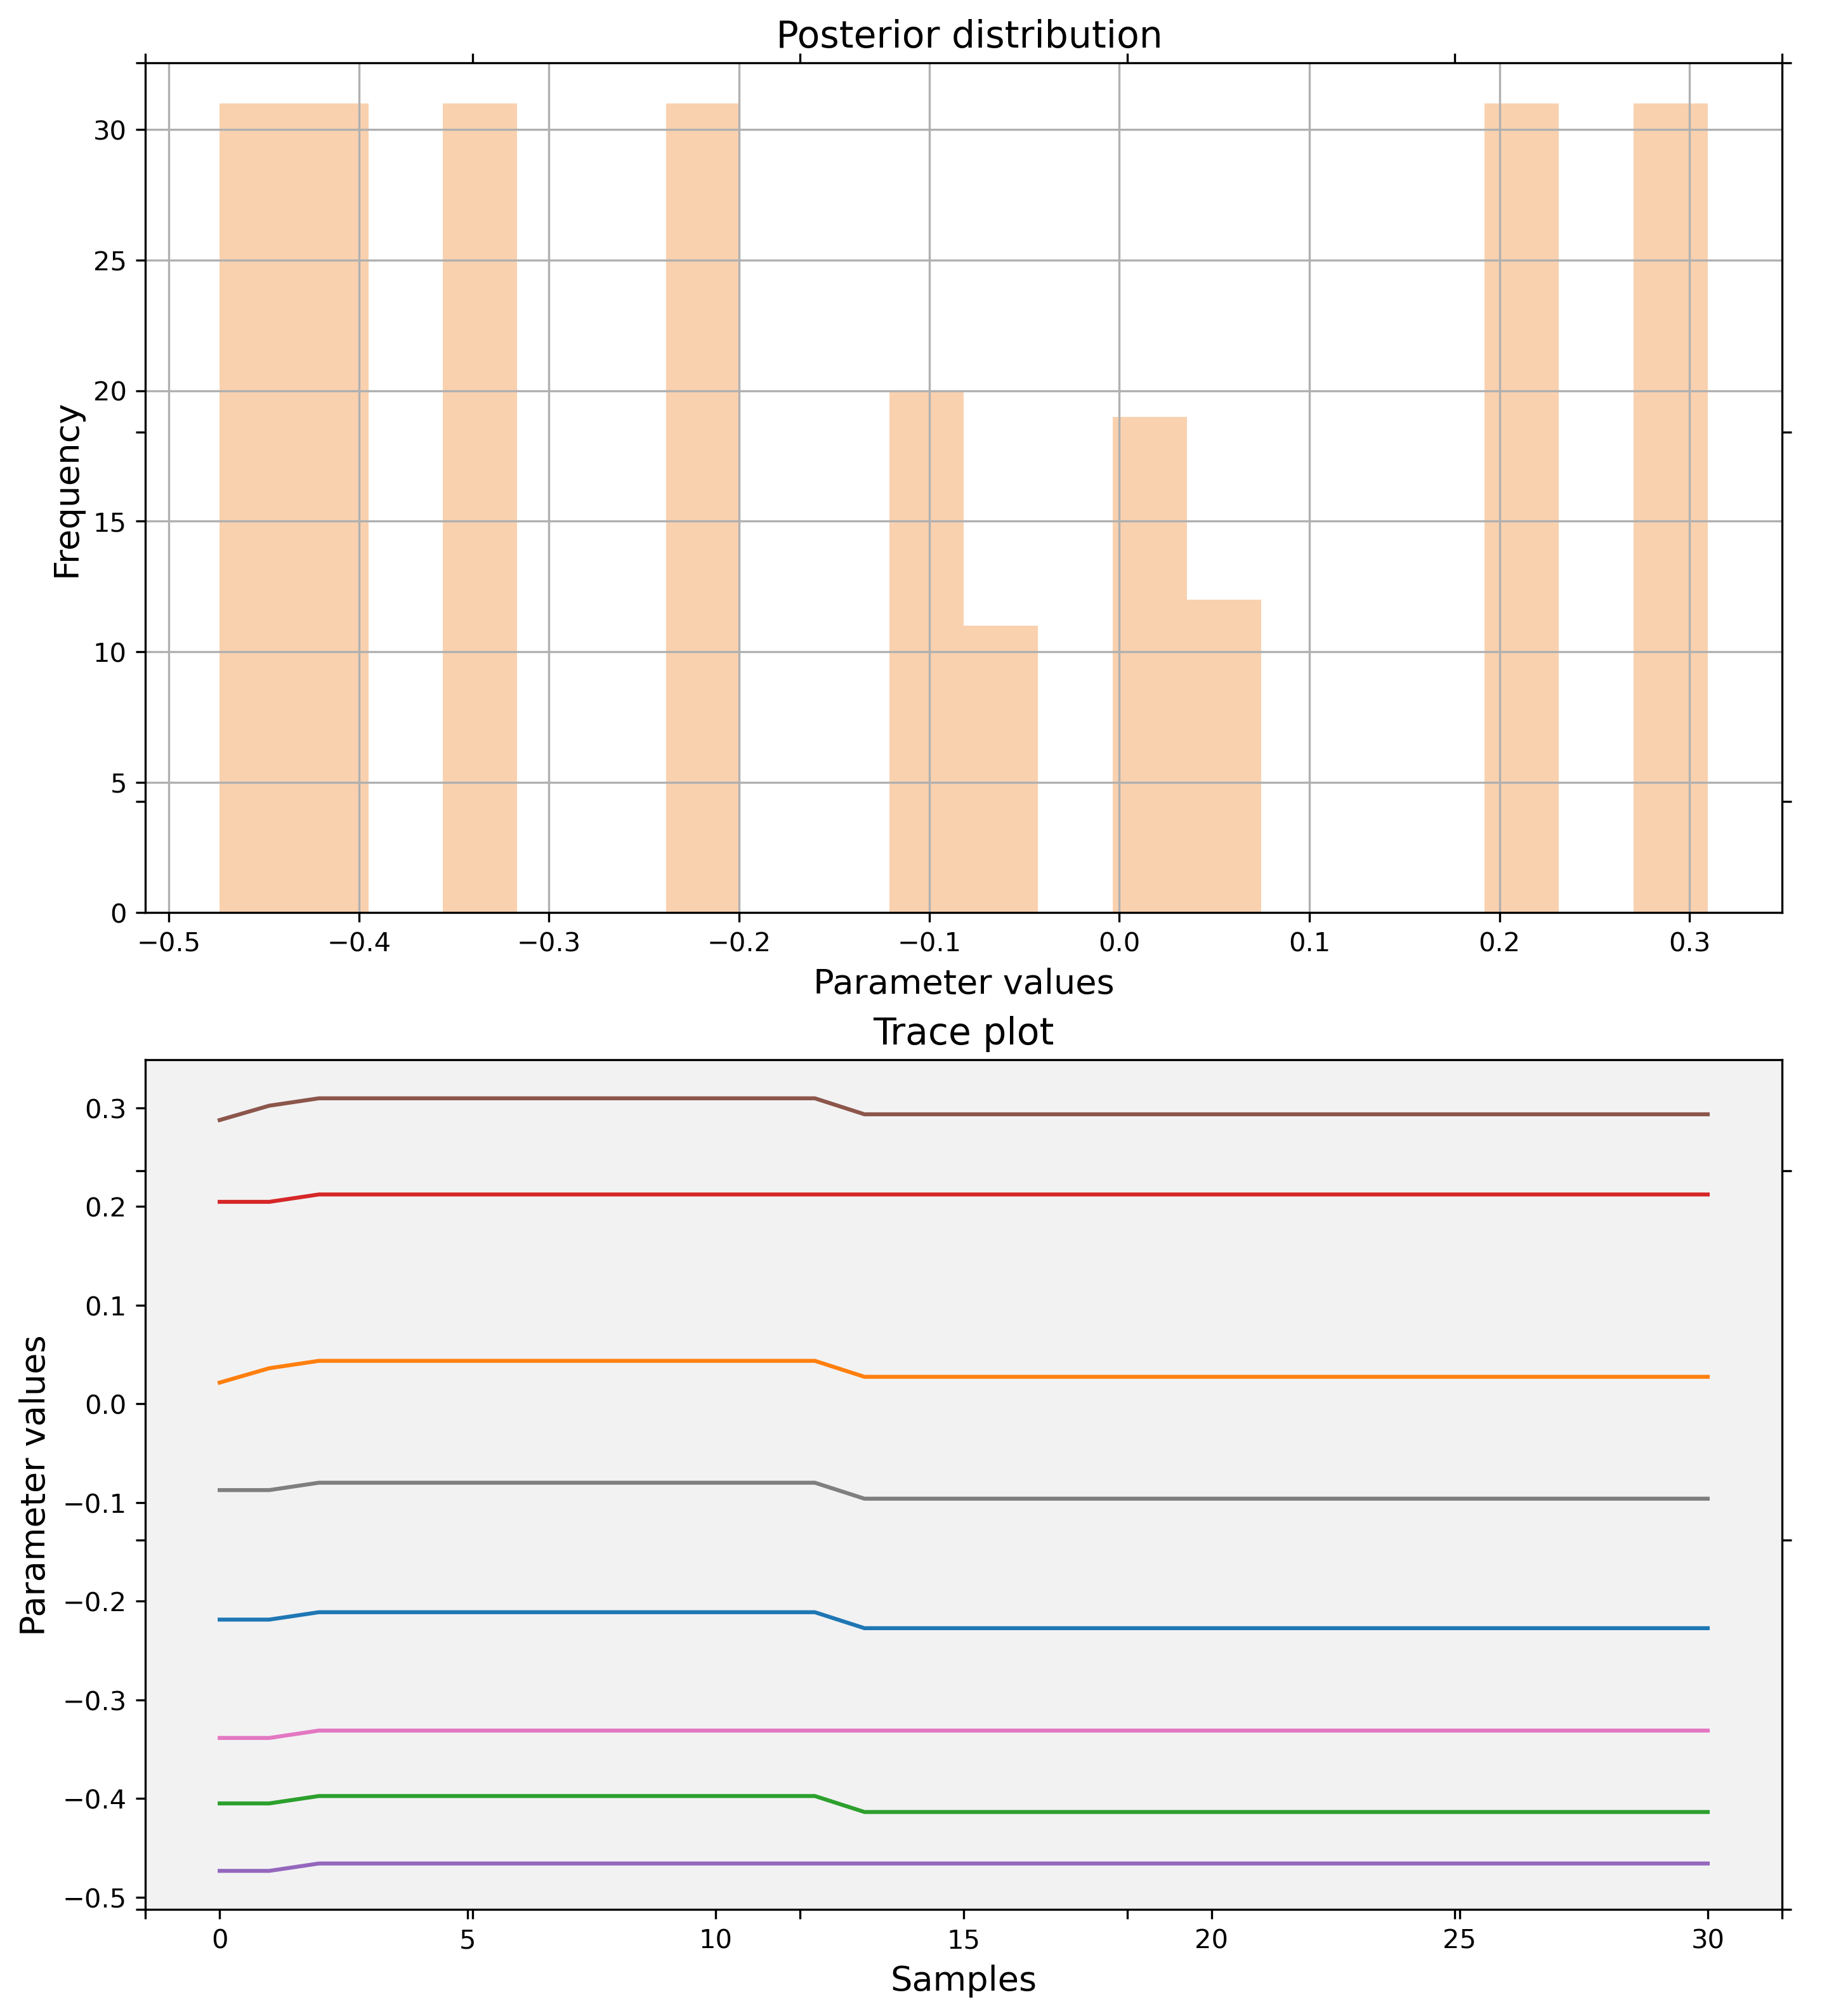 Posterior distribution
30
25
20
15
10
5
0
Frequency
−0.5 −0.4 −0.3 −0.2 −0.1 0.0 0.1 0.2 0.3
Parameter values
Trace plot
0.3
0.2
0.1
0.0
−0.1
−0.2
−0.3
−0.4
−0.5
Parameter values
0 5 10 15 20 25 30
Samples